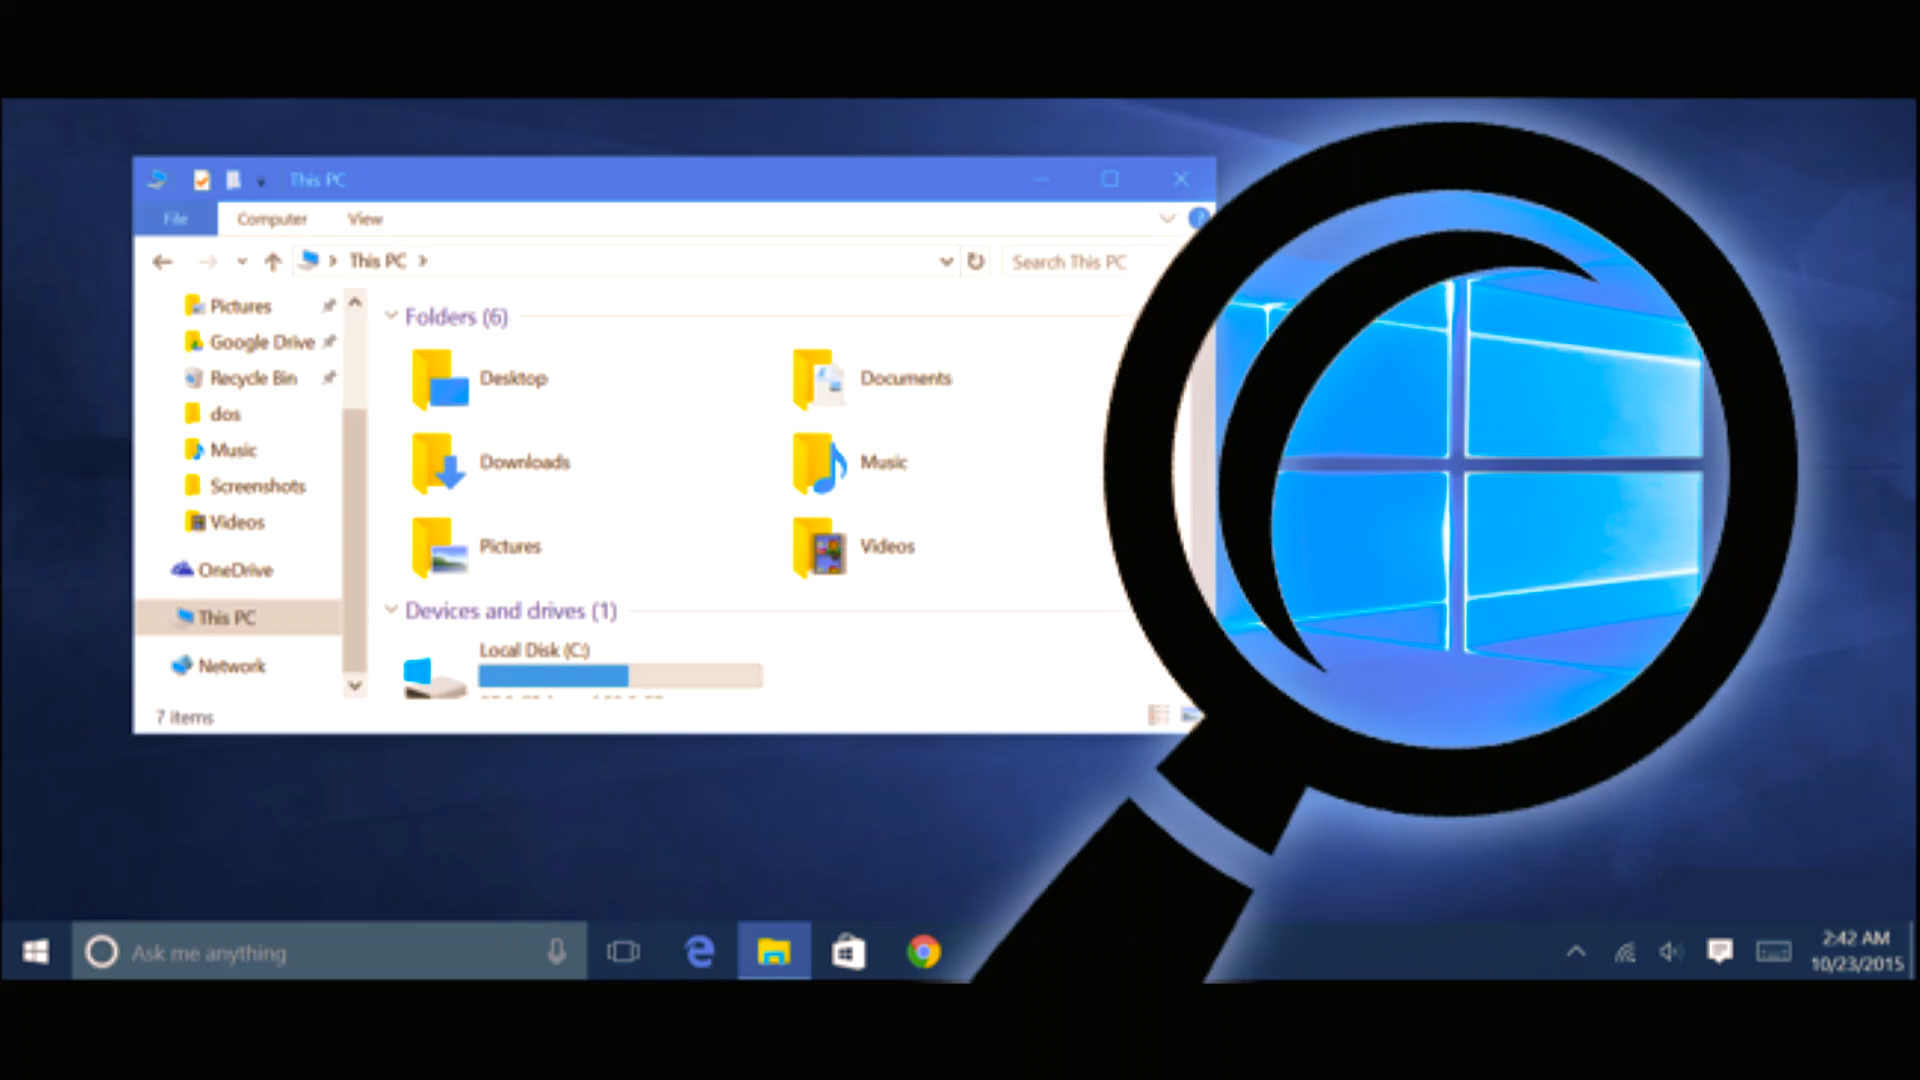 This PC
File Computer View
This PC
Search This PC
Pictures
Google Drive
Recycle Bin
dos
Music
Screenshots
Videos
OneDrive
This PC
Network
Folders (6)
Desktop
Documents
Downloads
Music
Pictures
Videos
Devices and drives (1)
Local Disk (C:)
7 items
Ask me anything
2:42 AM
10/23/2015